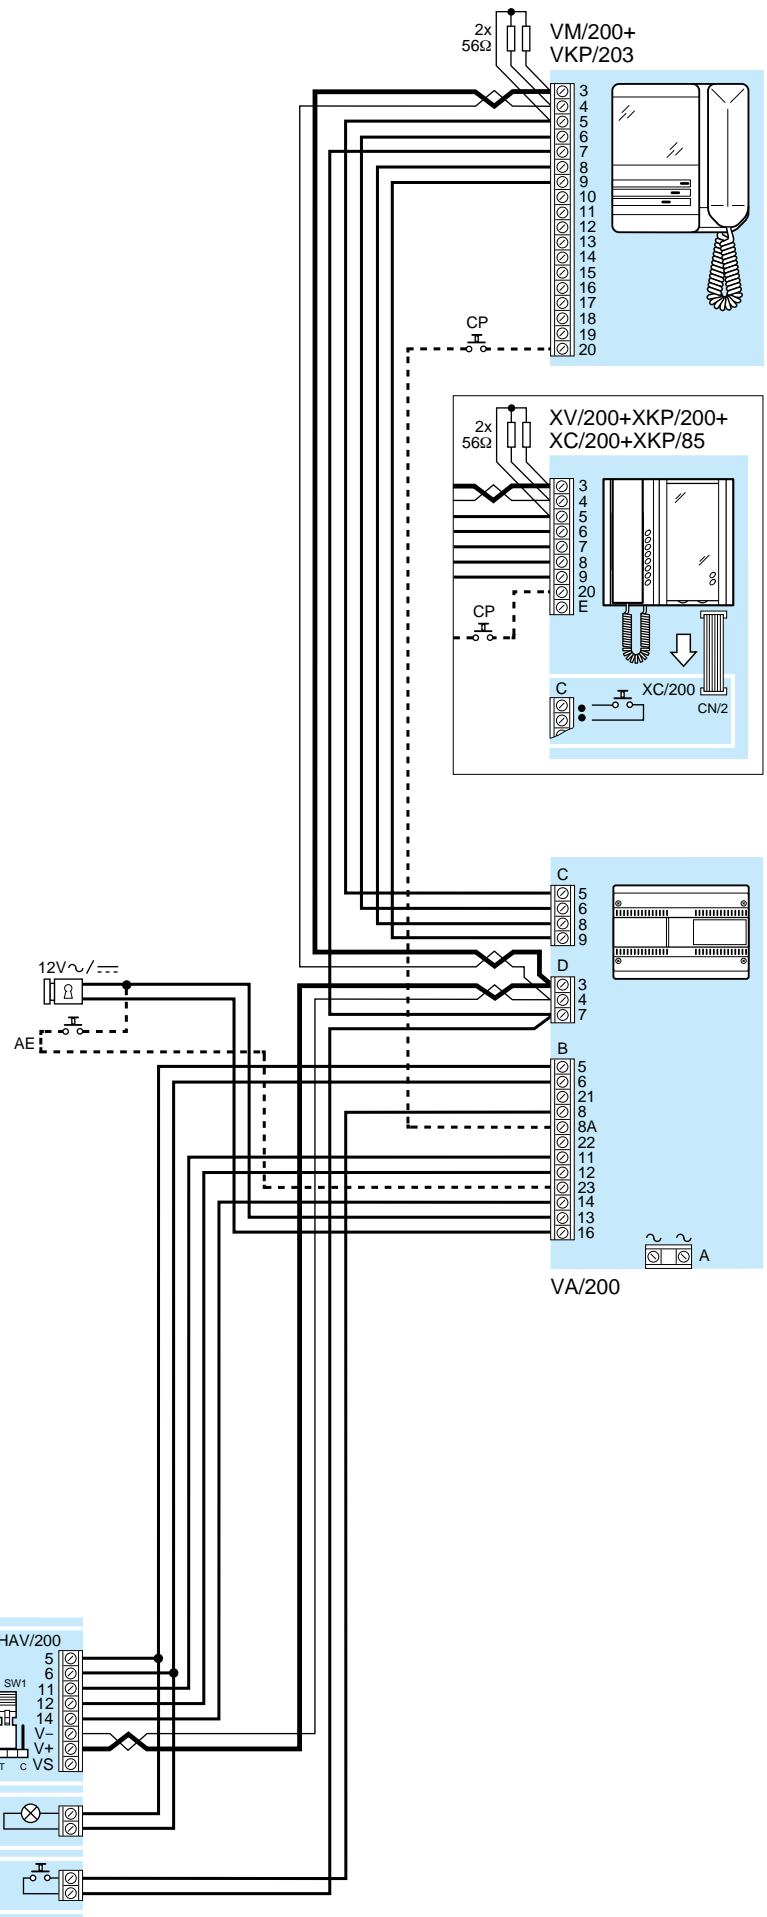 2x
56Ω
VM/200+
VKP/203
3
4
5
6
7
8
9
10
11
12
13
14
15
16
17
18
19
20
CP
2x
56Ω
XV/200+XKP/200+
XC/200+XKP/85
3
4
5
6
7
8
9
20
E
CP
C
XC/200
CN/2
C
5
6
8
9
12V
D
3
4
7
AE
B
5
6
21
8
8A
22
11
12
23
14
13
16
A
VA/200
HAV/200
5
6
SW1
11
12
14
V−
V+
T C VS